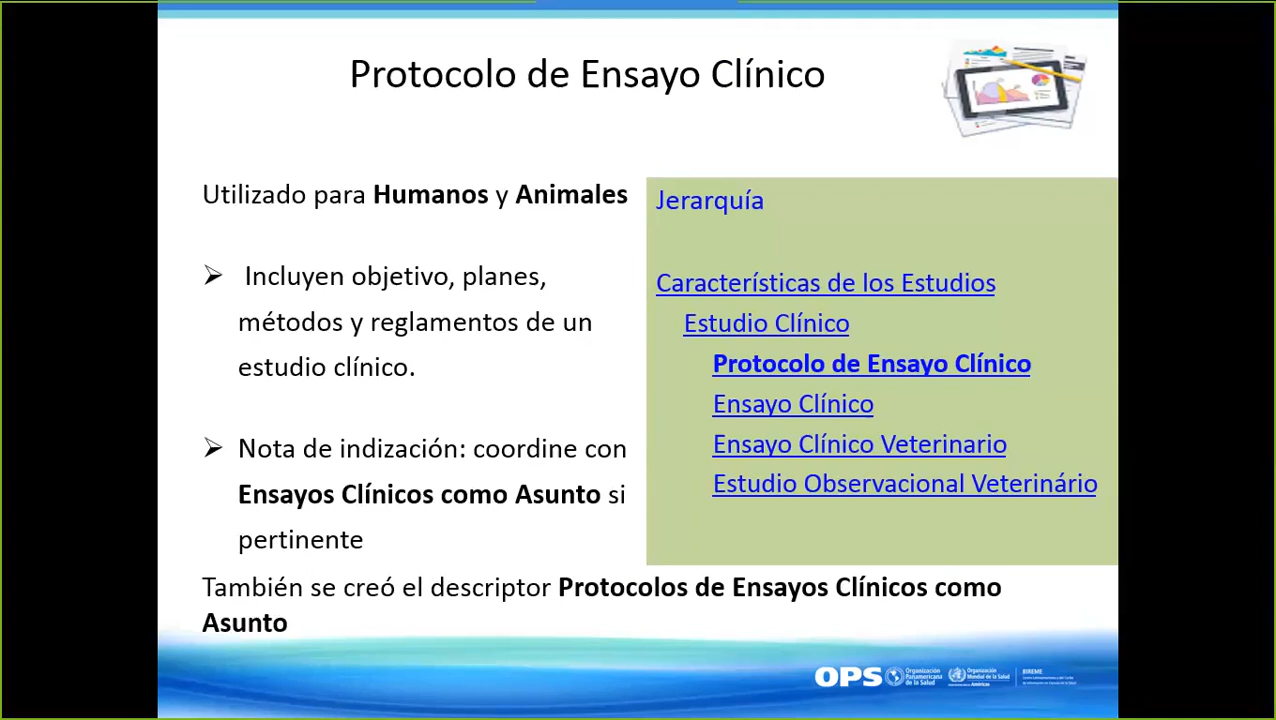 Protocolo de Ensayo Clínico
Utilizado para Humanos y Animales
Incluyen objetivo, planes,
métodos y reglamentos de un
estudio clínico.
Nota de indización: coordine con
Ensayos Clínicos como Asunto si
pertinente
También se creó el descriptor Protocolos de Ensayos Clínicos como
Asunto
Jerarquía
Características de los Estudios
Estudio Clínico
Protocolo de Ensayo Clínico
Ensayo Clínico
Ensayo Clínico Veterinario
Estudio Observacional Veterinário
OPS
Organización
Panamericana
de la Salud
Organización
Mundial de la Salud
Américas
BIREME